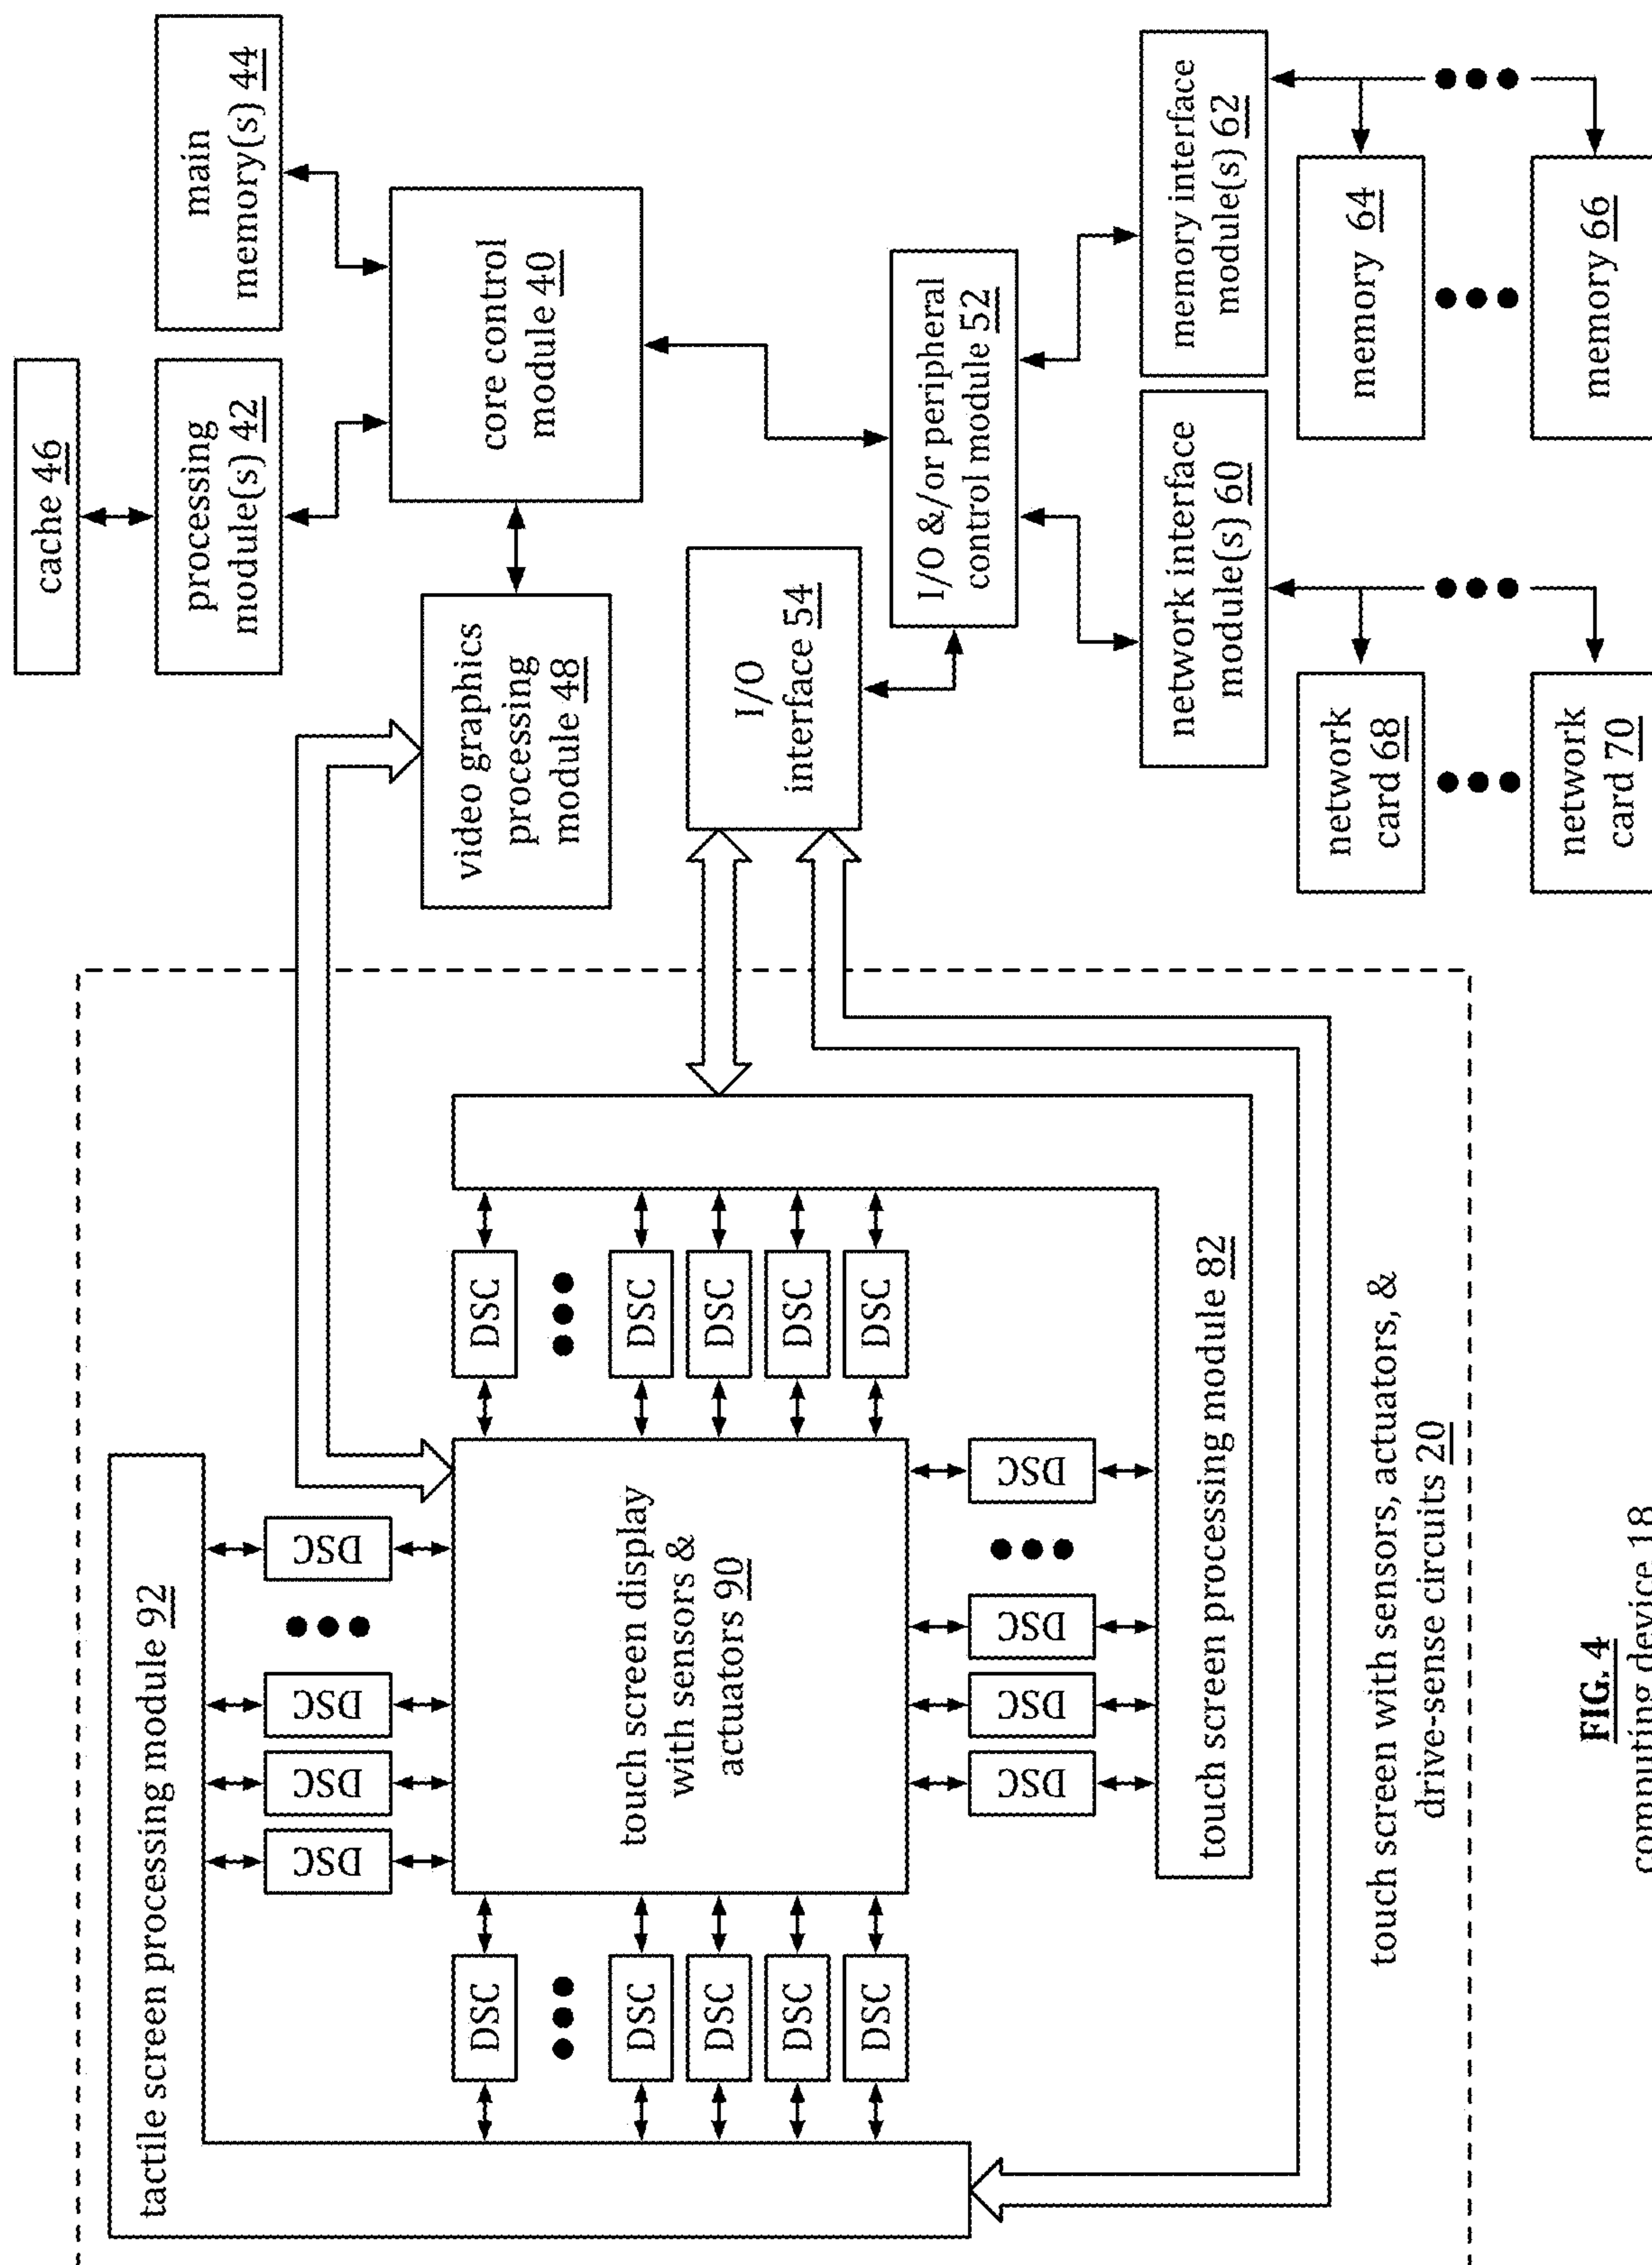 tactile screen processing module 92
DSC
DSC
DSC
DSC
DSC
DSC
DSC
DSC
DSC
touch screen display
with sensors &
actuators 90
DSC
DSC
DSC
DSC
DSC
DSC
DSC
DSC
DSC
touch screen processing module 82
touch screen with sensors, actuators, &
drive-sense circuits 20
cache 46
processing
module(s) 42
main
memory(s) 44
core control
module 40
video graphics
processing
module 48
I/O
interface 54
I/O &/or peripheral
control module 52
network interface
module(s) 60
memory interface
module(s) 62
network
card 68
memory 64
network
card 70
memory 66
FIG. 4
computing device 18